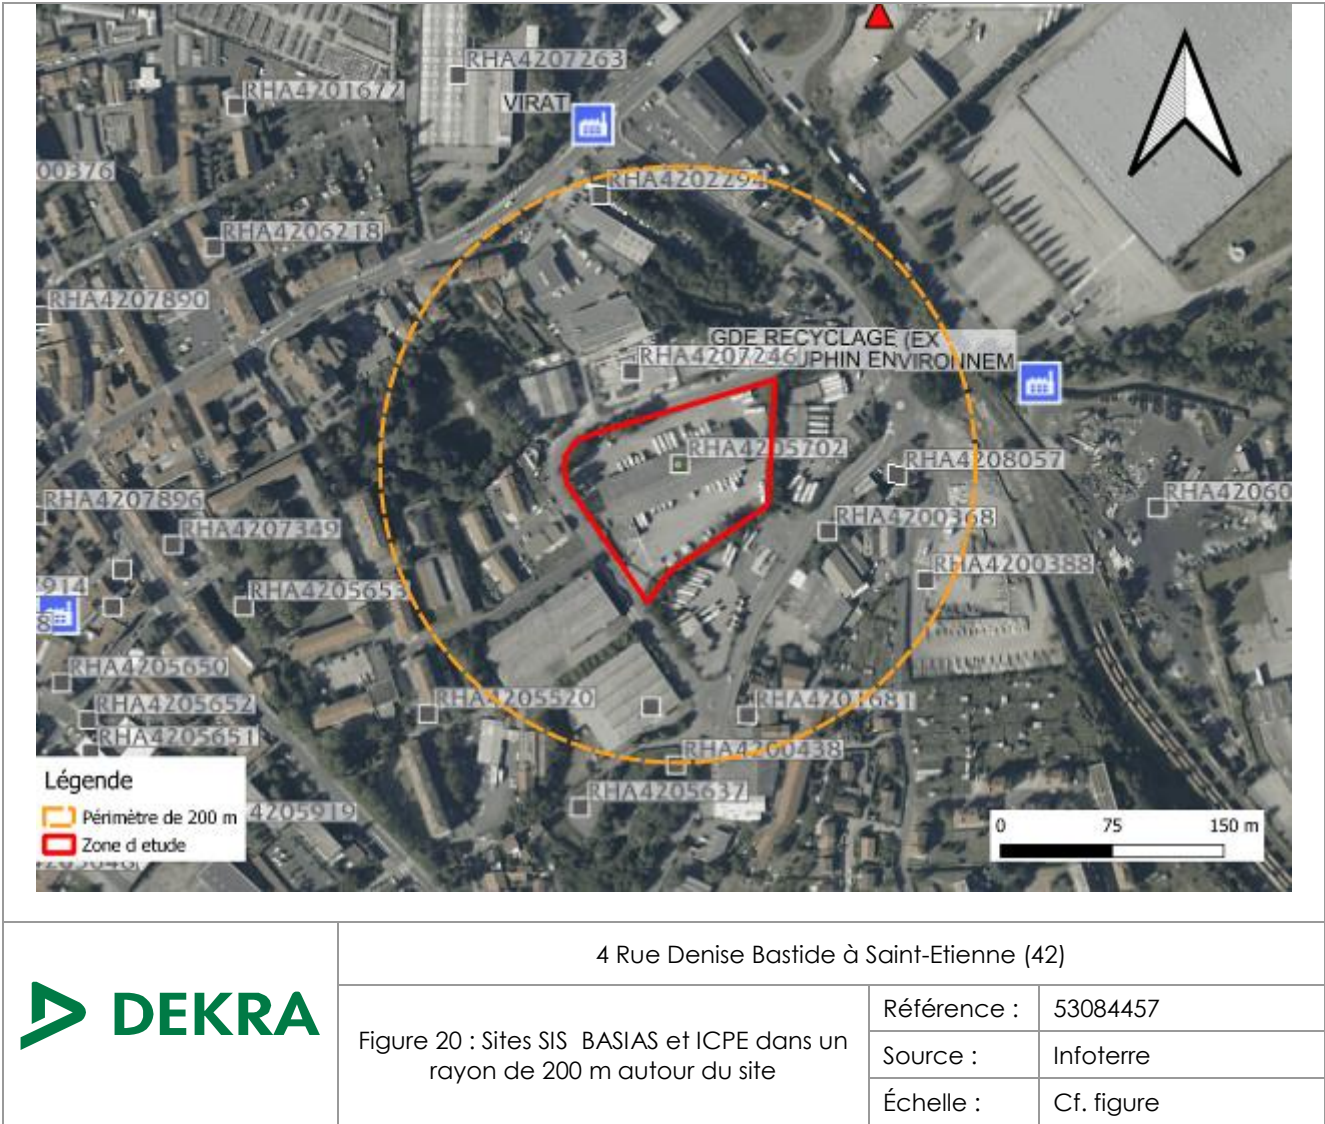 RHA4207263
RHA4201672
VIRAT
00376
RHA4202294
RHA4206218
RHA4207890
GDE RECYCLAGE (EX
RHA4207246 UPHIN ENVIRONNEM
RHA4205702
RHA4208057
RHA42060
RHA4207896
RHA4200368
RHA4207349
RHA4200388
914
RHA4205653
8
RHA4205650
RHA4205520
RHA4201681
RHA4205652
RHA4205651
RHA4200438
Légende
RHA4205637
Périmètre de 200 m
4205919
Zone d etude
0 75 150 m
4 Rue Denise Bastide à Saint-Etienne (42)
DEKRA
Figure 20 : Sites SIS BASIAS et ICPE dans un
rayon de 200 m autour du site
Référence : 53084457
Source : Infoterre
Échelle : Cf. figure